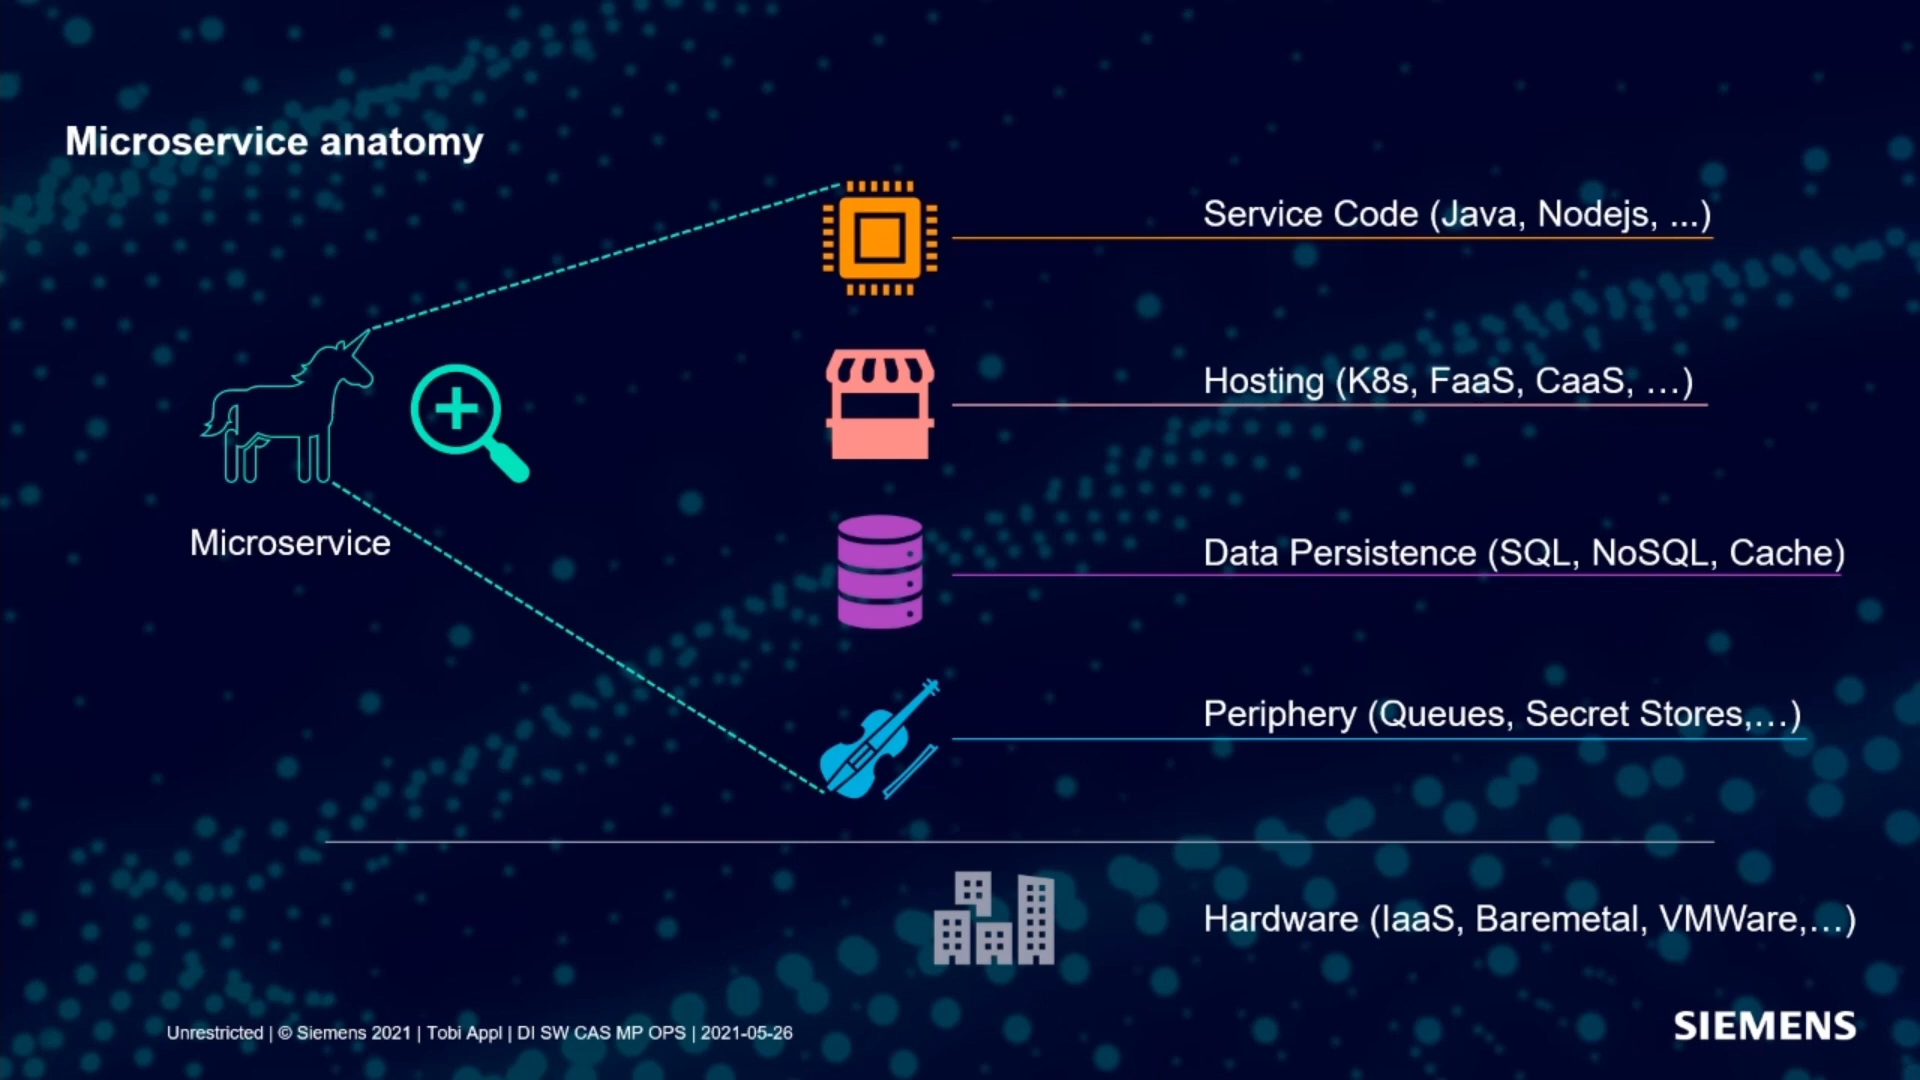 Microservice anatomy
Service Code (Java, Nodejs, ...)
Hosting (K8s, FaaS, CaaS, …)
Microservice
Data Persistence (SQL, NoSQL, Cache)
Periphery (Queues, Secret Stores,…)
Hardware (IaaS, Baremetal, VMWare,…)
Unrestricted | © Siemens 2021 | Tobi Appl | DI SW CAS MP OPS | 2021-05-26
SIEMENS